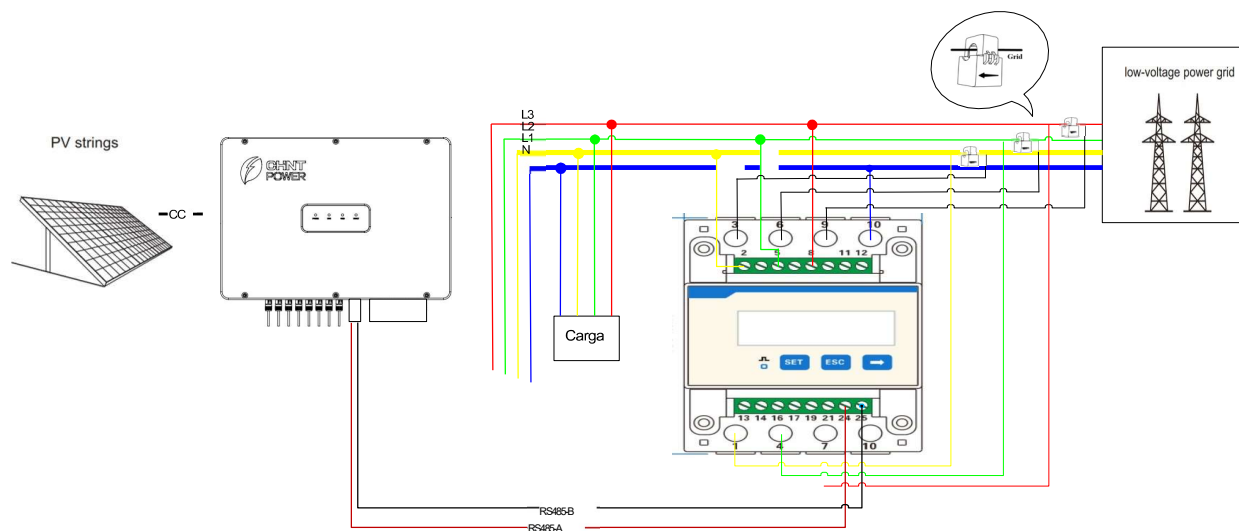 Grid
low-voltage power grid
L3
L2
L1
N
PV strings
CHNT
POWER
CC
3 6 9 10
2 5 8 11 12
Carga
SET ESC
13 14 16 17 19 21 24 25
1 4 7 10
RS485-B
RS485-A